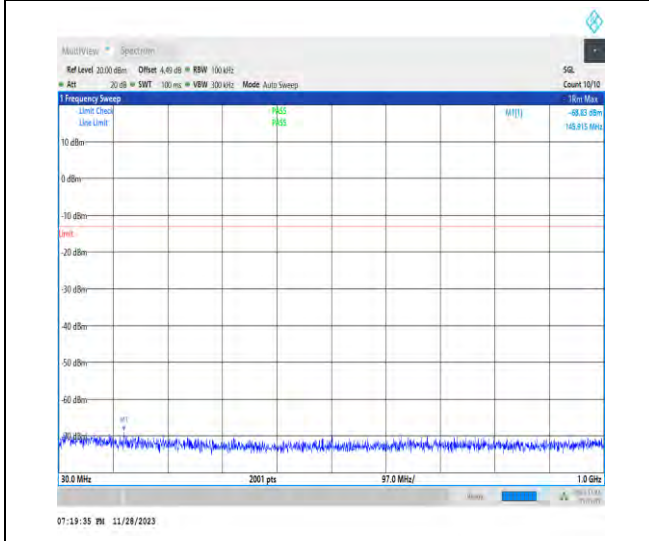 MultiView Spectrum
Ref Level 20.00 dBm Offset 4.49 dB RBW 100 kHz SGL
Att 20 dB SWT 100 ms VBW 300 kHz Mode Auto Sweep Count 10/10
1 Frequency Sweep 1Rm Max
Limit Check PASS M1[1] -68.83 dBm
Line Limit PASS 149.915 MHz
10 dBm
0 dBm
-10 dBm
Limit
-20 dBm
-30 dBm
-40 dBm
-50 dBm
-60 dBm
M1
-70 dBm
30.0 MHz 2001 pts 97.0 MHz/ 1.0 GHz
07:19:35 PM 11/28/2023